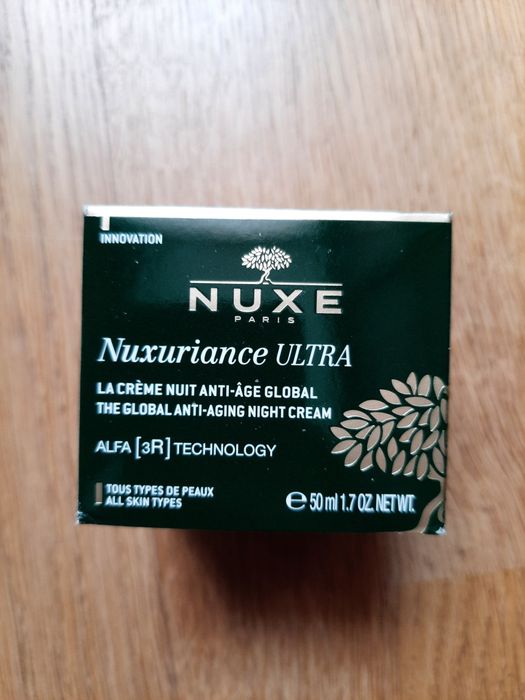 INNOVATION
NUXE
PARIS
Nuxuriance ULTRA
LA CRÈME NUIT ANTI-ÂGE GLOBAL
THE GLOBAL ANTI-AGING NIGHT CREAM
ALFA [3R] TECHNOLOGY
TOUS TYPES DE PEAUX
ALL SKIN TYPES
℮ 50 ml 1.7 OZ. NET WT.